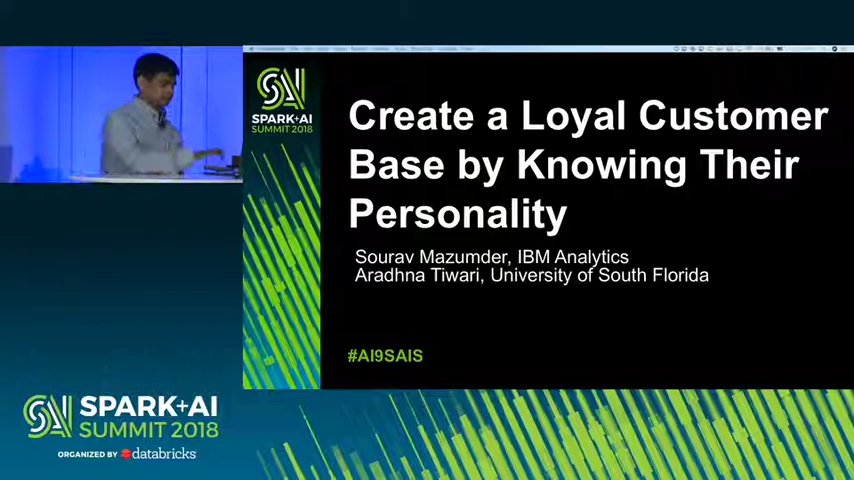 SPARK+AI
SUMMIT 2018
Create a Loyal Customer
Base by Knowing Their
Personality
Sourav Mazumder, IBM Analytics
Aradhna Tiwari, University of South Florida
#AI9SAIS
SPARK+AI
SUMMIT 2018
ORGANIZED BY databricks